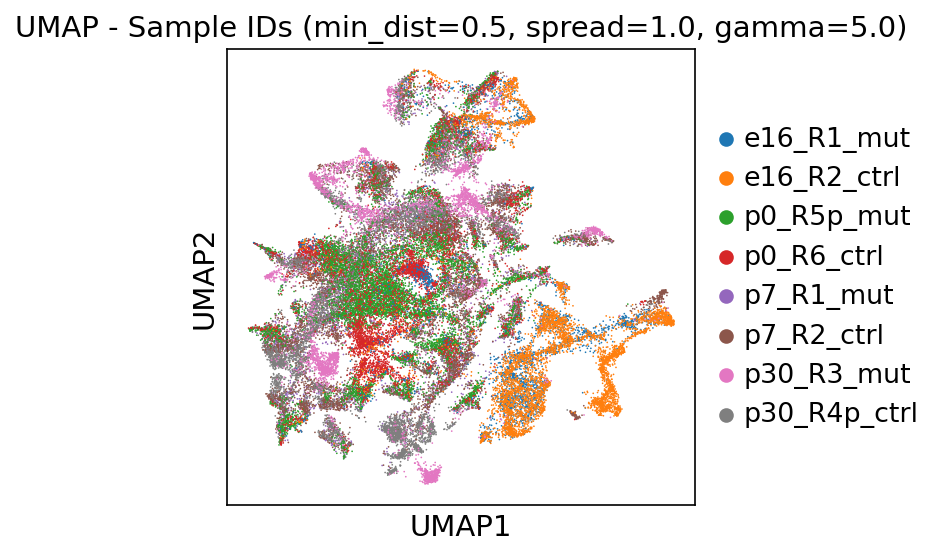 UMAP - Sample IDs (min_dist=0.5, spread=1.0, gamma=5.0)
UMAP2
e16_R1_mut
e16_R2_ctrl
p0_R5p_mut
p0_R6_ctrl
p7_R1_mut
p7_R2_ctrl
p30_R3_mut
p30_R4p_ctrl
UMAP1